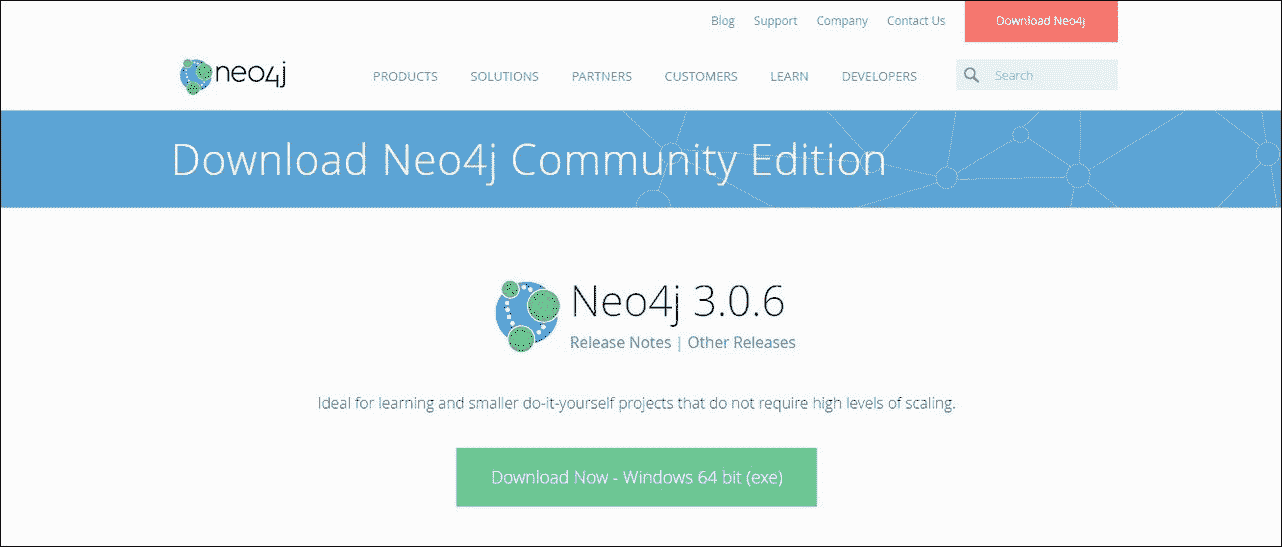 Blog Support Company Contact Us Download Neo4j
neo4j PRODUCTS SOLUTIONS PARTNERS CUSTOMERS LEARN DEVELOPERS Search
Download Neo4j Community Edition
Neo4j 3.0.6
Release Notes | Other Releases
Ideal for learning and smaller do-it-yourself projects that do not require high levels of scaling.
Download Now - Windows 64 bit (exe)